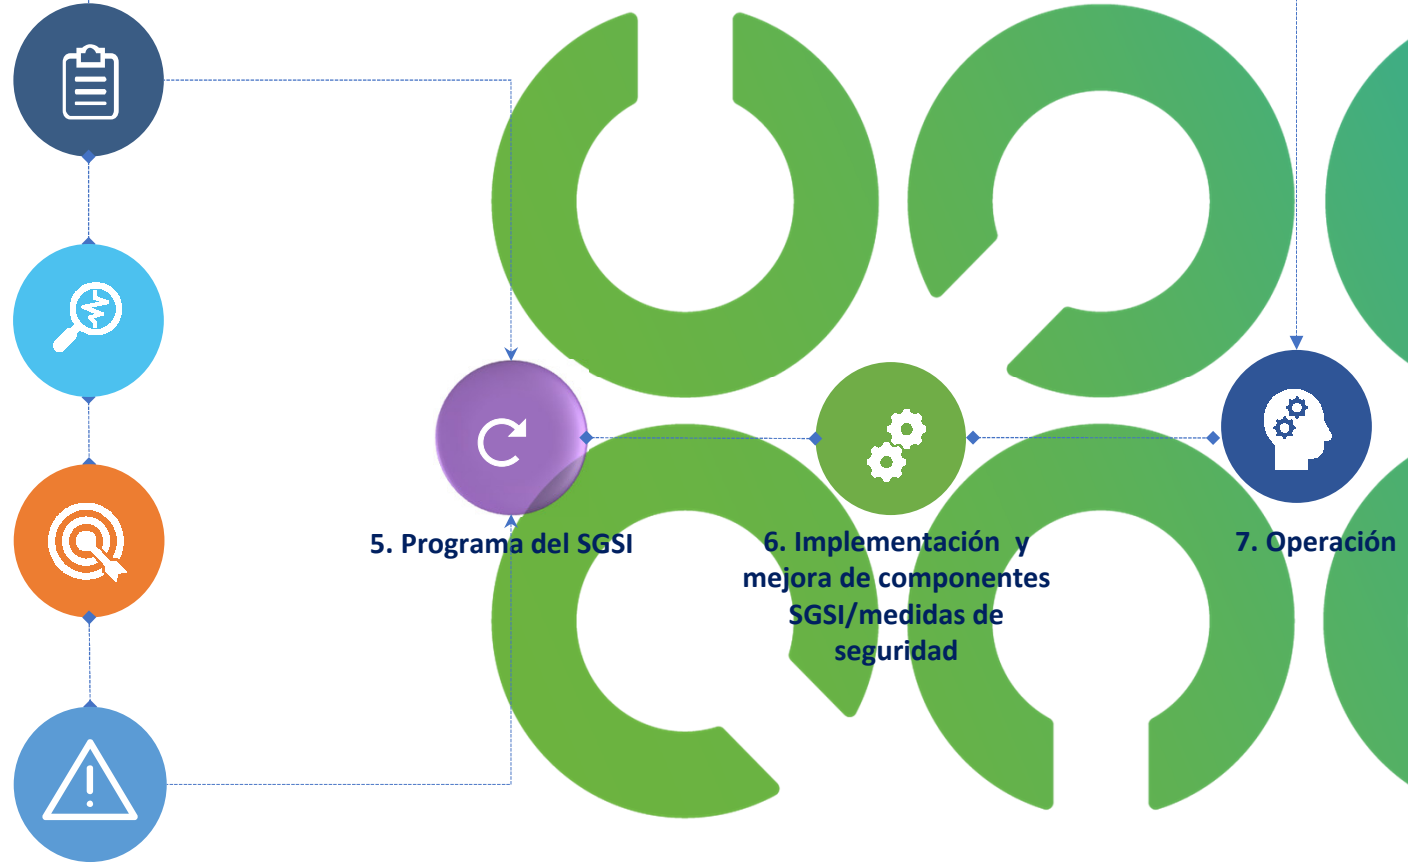 5. Programa del SGSI
6. Implementación  y
mejora de componentes
SGSI/medidas de
seguridad
7. Operación